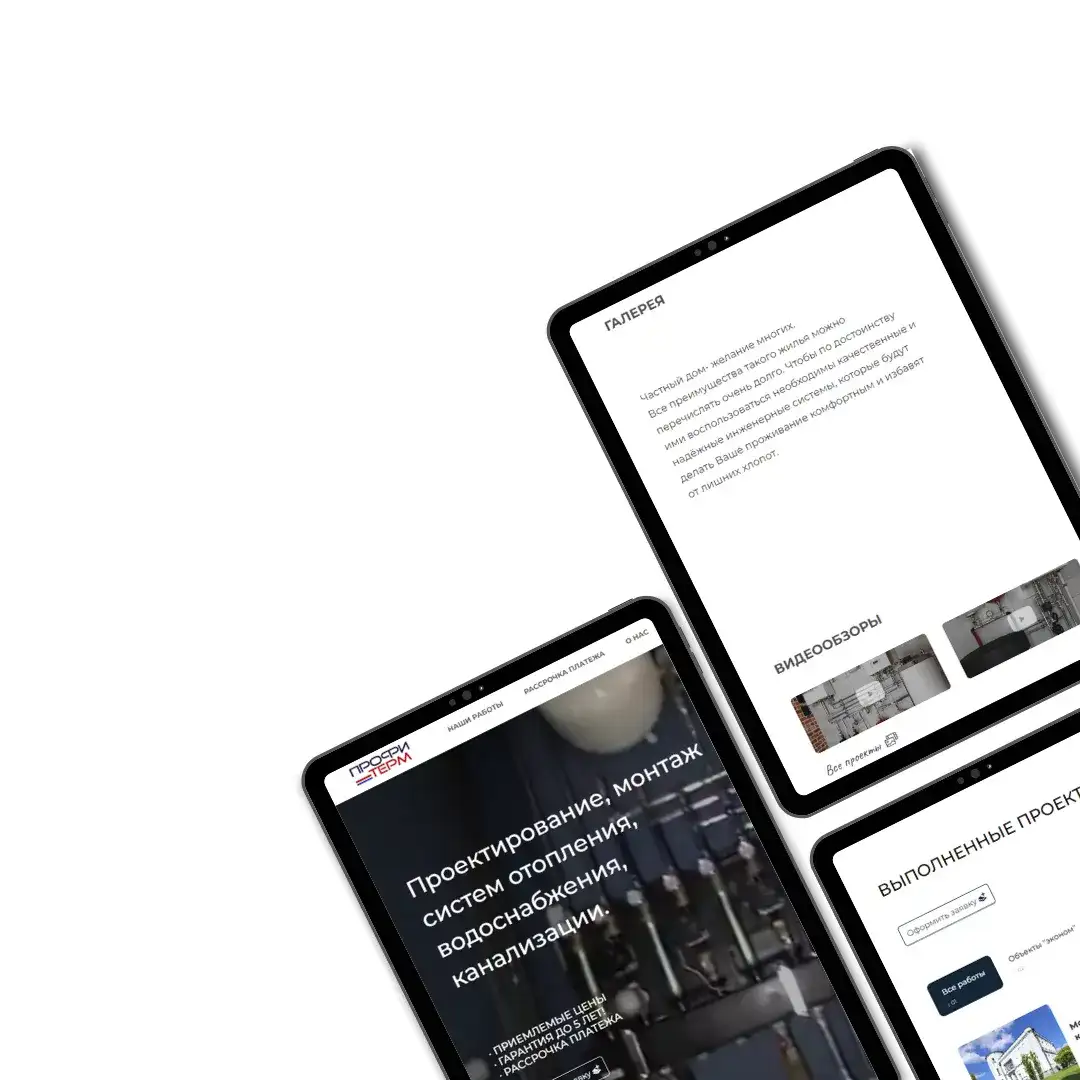 ГАЛЕРЕЯ
Частный дом- желание многих.
Все преимущества такого жилья можно
перечислять очень долго. Чтобы по достоинству
ими воспользоваться необходимы качественные и
надёжные инженерные системы, которые будут
делать Ваше проживание комфортным и избавят
от лишних хлопот.
ВИДЕООБЗОРЫ
Все проекты
ПРОФИ
ТЕРМ
НАШИ РАБОТЫ
РАССРОЧКА ПЛАТЕЖА
О НАС
Проектирование, монтаж
систем отопления,
водоснабжения,
канализации.
• ПРИЕМЛЕМЫЕ ЦЕНЫ
• ГАРАНТИЯ ДО 5 ЛЕТ!
• РАССРОЧКА ПЛАТЕЖА
ВЫПОЛНЕННЫЕ
Оформить заявку
Все работы
Объекты "эконом"